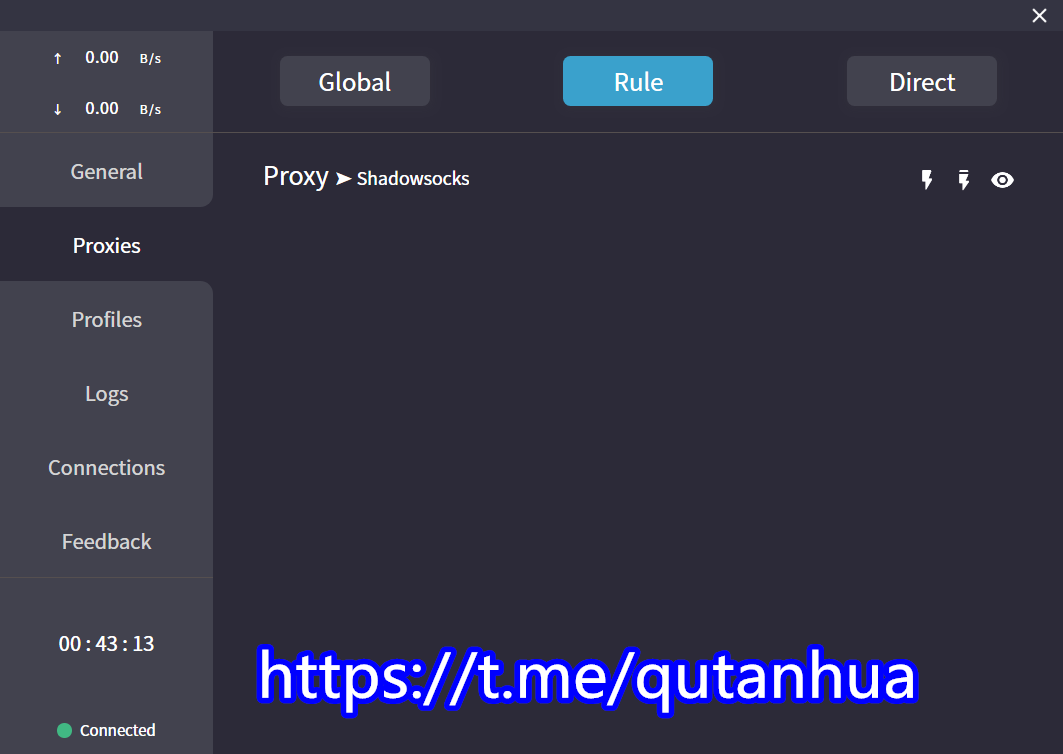 ↑ 0.00 B/s
↓ 0.00 B/s
Global
Rule
Direct
General
Proxies
Profiles
Logs
Connections
Feedback
00 : 43 : 13
Connected
Proxy ➤ Shadowsocks
https://t.me/qutanhua